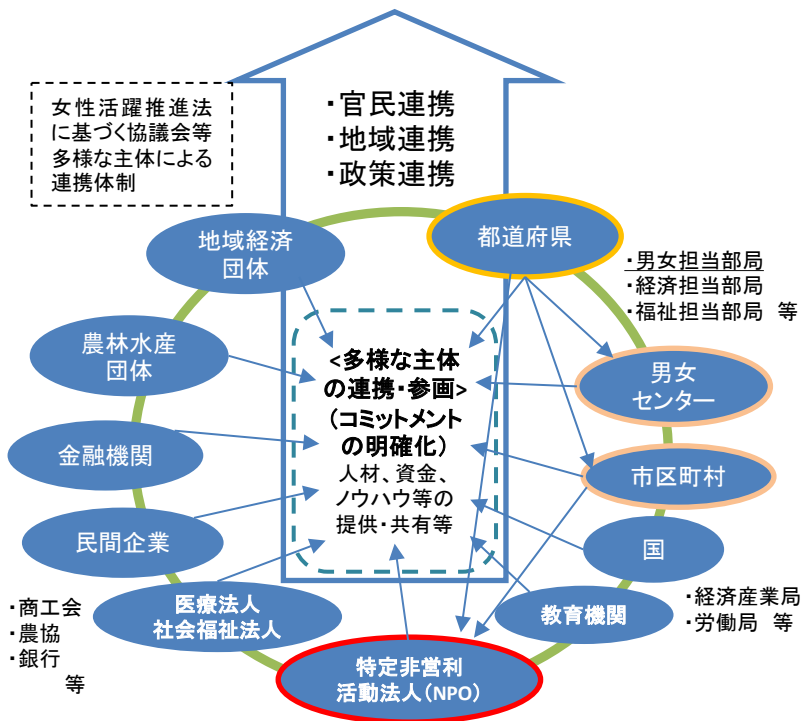 女性活躍推進法
に基づく協議会等
多様な主体による
連携体制
・官民連携
・地域連携
・政策連携
地域経済
団体
都道府県
・男女担当部局
・経済担当部局
・福祉担当部局 等
農林水産
団体
<多様な主体
の連携・参画>
(コミットメント
の明確化)
人材、資金、
ノウハウ等の
提供・共有等
男女
センター
金融機関
市区町村
民間企業
国
・商工会
・農協
・銀行
等
医療法人
社会福祉法人
教育機関
・経済産業局
・労働局 等
特定非営利
活動法人(NPO)